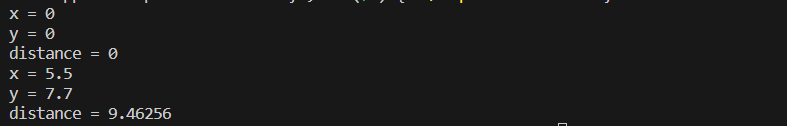 x = 0
y = 0
distance = 0
x = 5.5
y = 7.7
distance = 9.46256